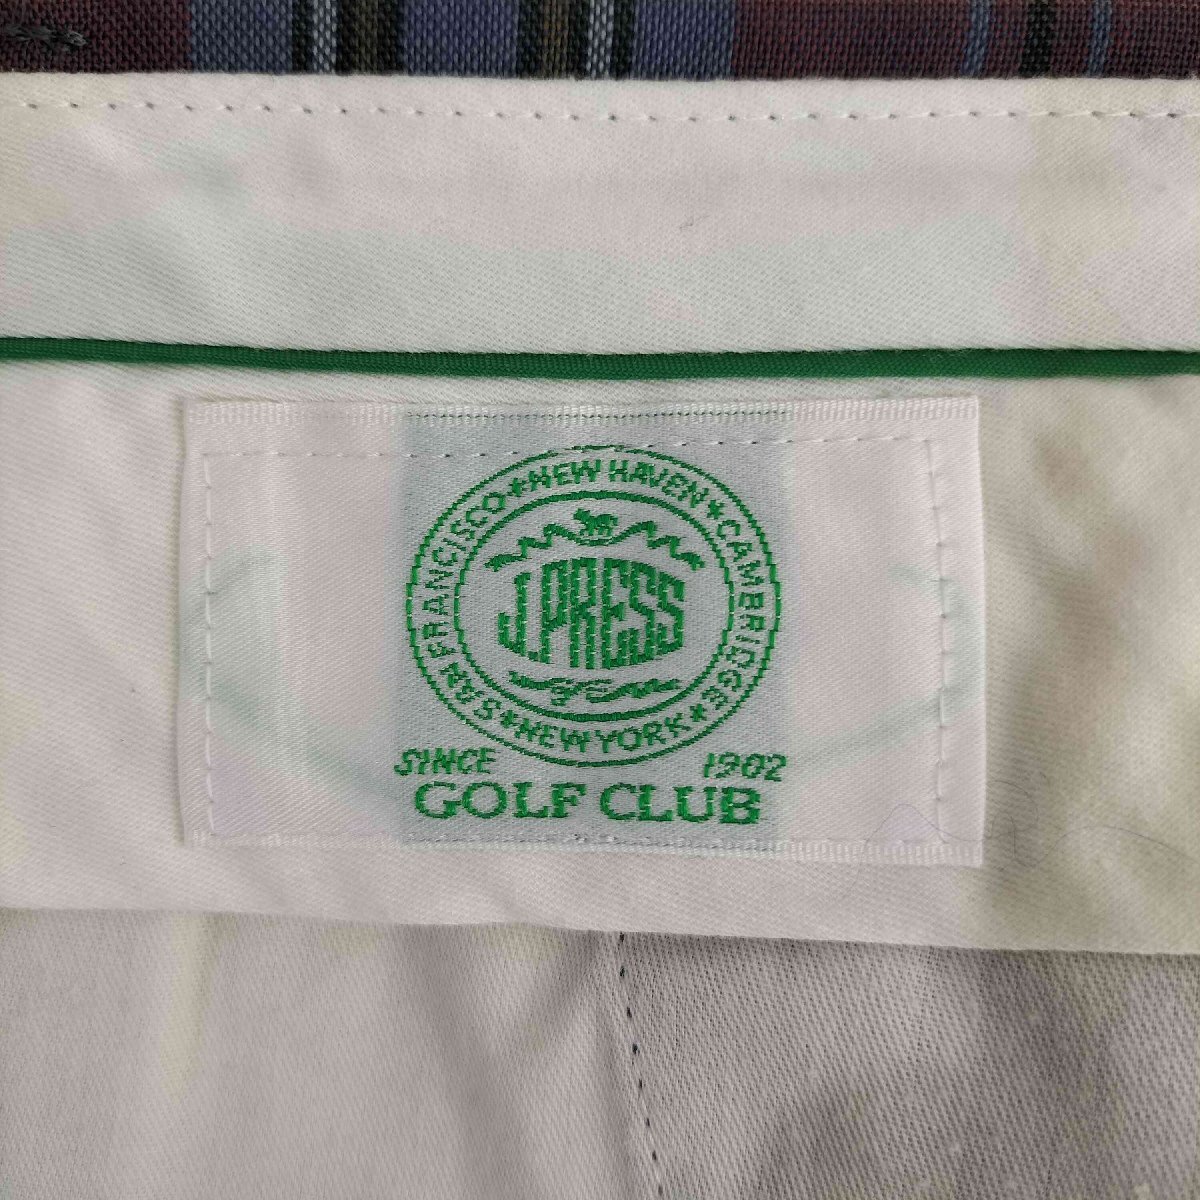 SAN FRANCISCO★NEW HAVEN★CAMBRIDGE★NEW YORK★
J.PRESS
SINCE 1902
GOLF CLUB